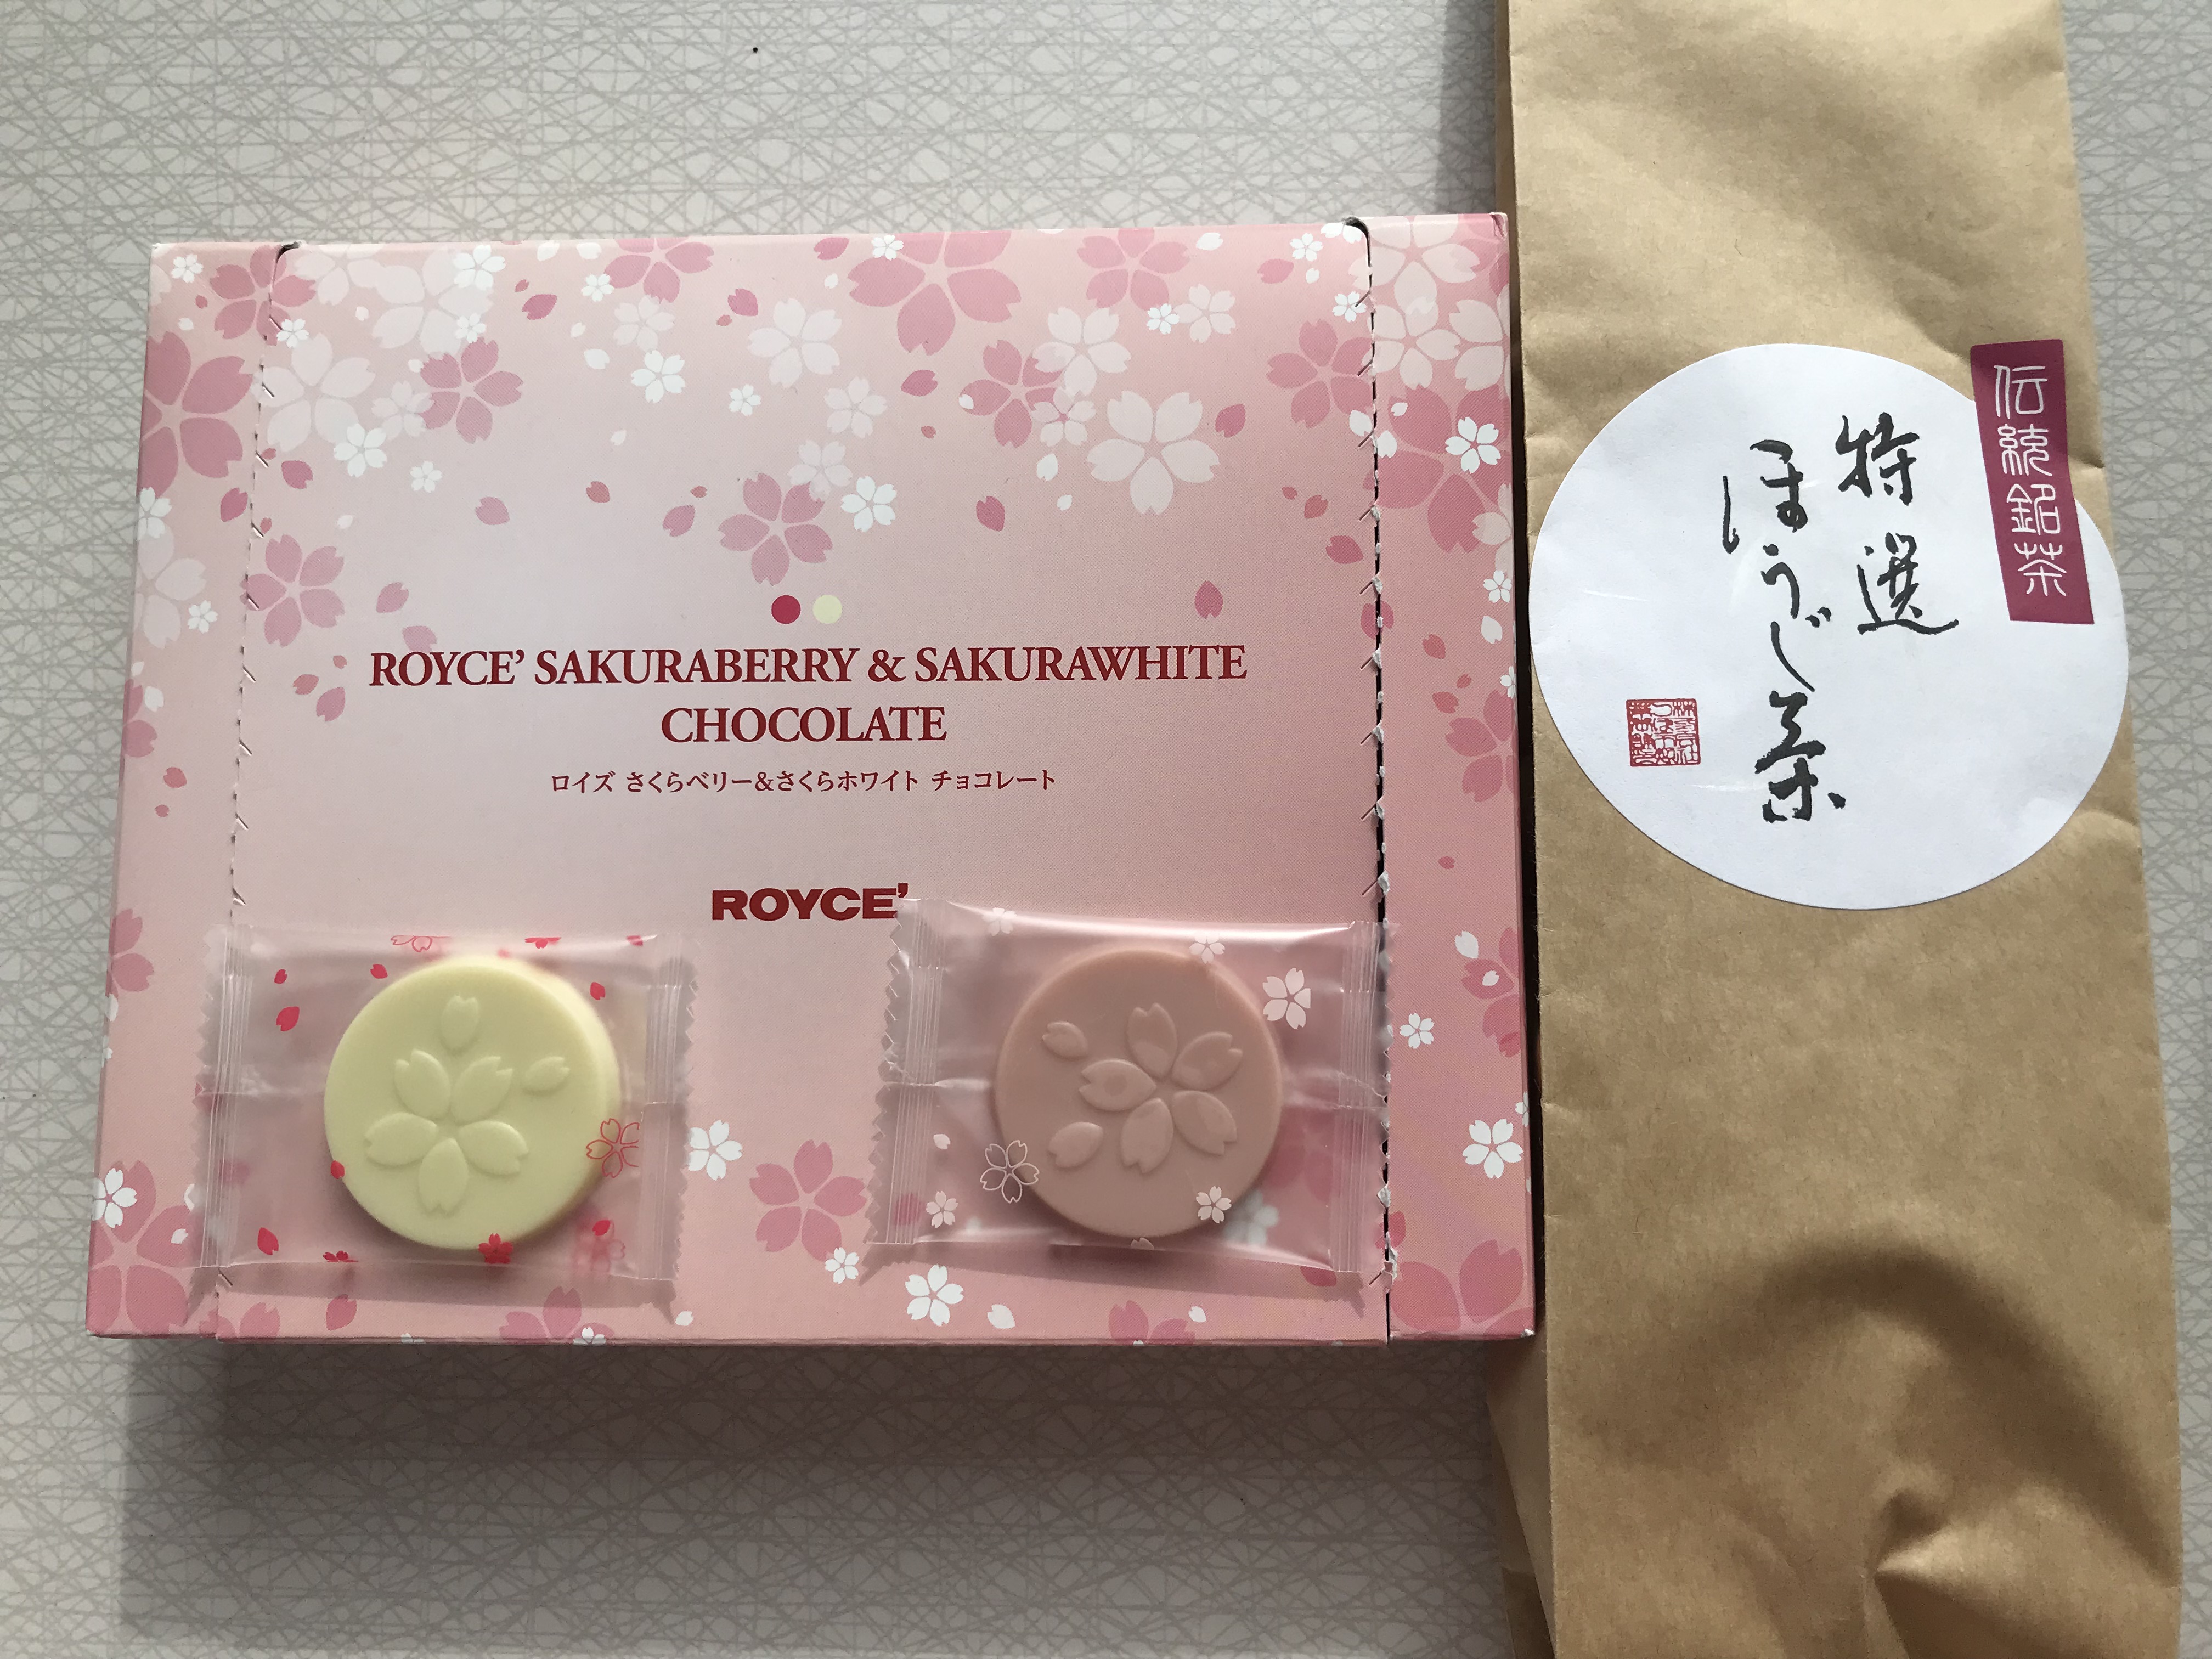 ROYCE’ SAKURABERRY & SAKURAWHITE
CHOCOLATE
ロイズ さくらベリー&さくらホワイト チョコレート
ROYCE’
伝統銘茶
特選
ほうじ茶